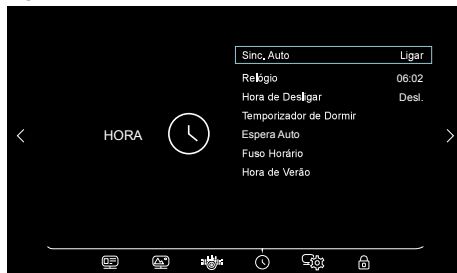 Sinc. Auto Ligar
Relógio 06:02
Hora de Desligar Desl.
Temporizador de Dormir
HORA
Espera Auto
Fuso Horário
Hora de Verão